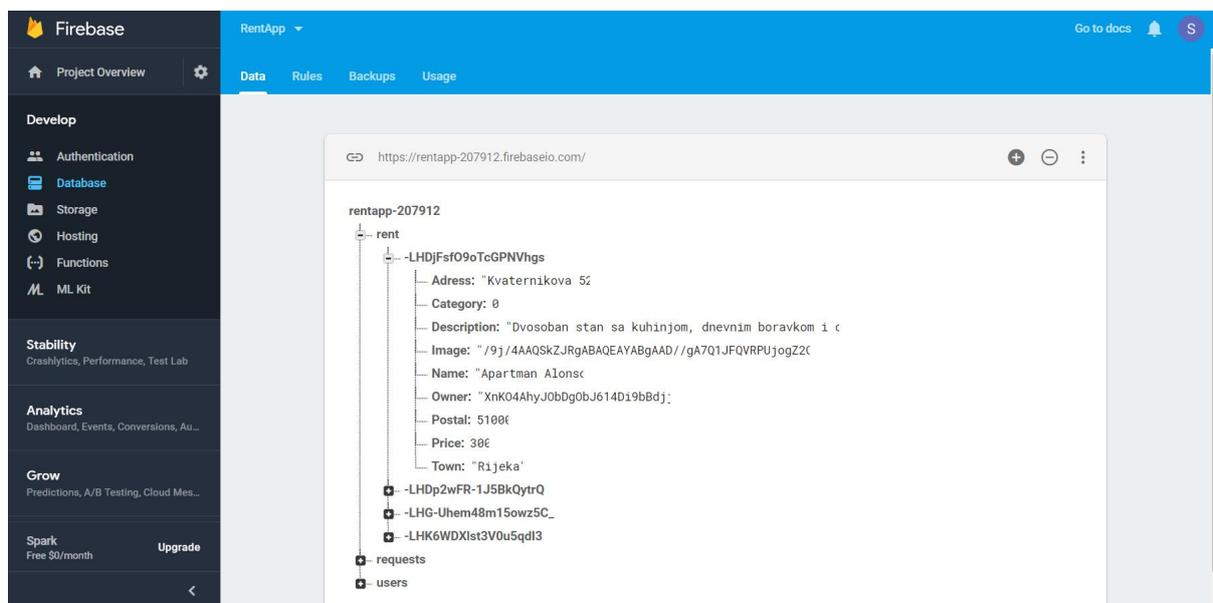 Firebase
RentApp
Go to docs
S
Project Overview
Data Rules Backups Usage
Develop
Authentication
Database
Storage
Hosting
Functions
ML Kit
Stability
Crashlytics, Performance, Test Lab
Analytics
Dashboard, Events, Conversions, Au...
Grow
Predictions, A/B Testing, Cloud Mes...
Spark
Free $0/month
Upgrade
https://rentapp-207912.firebaseio.com/
rentapp-207912
rent
-LHDjFsfO9oTcGPNVhgs
Adress: "Kvaternikova 52
Category: 0
Description: "Dvosoban stan sa kuhinjom, dnevnim boravkom i
Image: "/9j/4AAQSkZJRgABAQEAYABgAAD//gA7Q1JFQVRPUjogZ2
Name: "Apartman Alonso
Owner: "XnKO4AhyJObDgObJ614Di9bBdj
Postal: 51000
Price: 300
Town: "Rijeka"
-LHDp2wFR-1J5BkQytrQ
-LHG-Uhem48m15owz5C_
-LHK6WDXlst3V0u5qdI3
requests
users